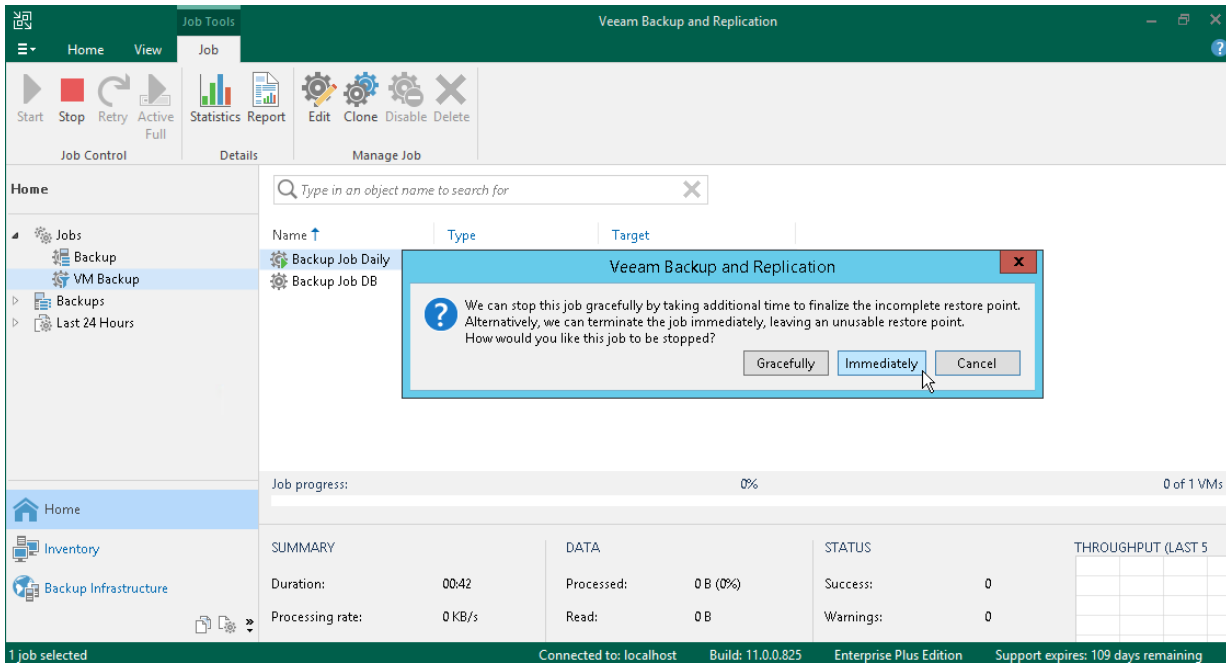 Job Tools
Veeam Backup and Replication
Home View Job
Start Stop Retry Active Full Statistics Report Edit Clone Disable Delete
Job Control Details Manage Job
Home
Type in an object name to search for
Jobs
Backup
VM Backup
Backups
Last 24 Hours
Name Type Target
Backup Job Daily
Backup Job DB
Veeam Backup and Replication
x
We can stop this job gracefully by taking additional time to finalize the incomplete restore point.
Alternatively, we can terminate the job immediately, leaving an unusable restore point.
How would you like this job to be stopped?
Gracefully Immediately Cancel
Job progress: 0% 0 of 1 VMs
Home
Inventory
Backup Infrastructure
SUMMARY DATA STATUS THROUGHPUT (LAST 5
Duration: 00:42 Processed: 0 B (0%) Success: 0
Processing rate: 0 KB/s Read: 0 B Warnings: 0
1 job selected Connected to: localhost Build: 11.0.0.825 Enterprise Plus Edition Support expires: 109 days remaining